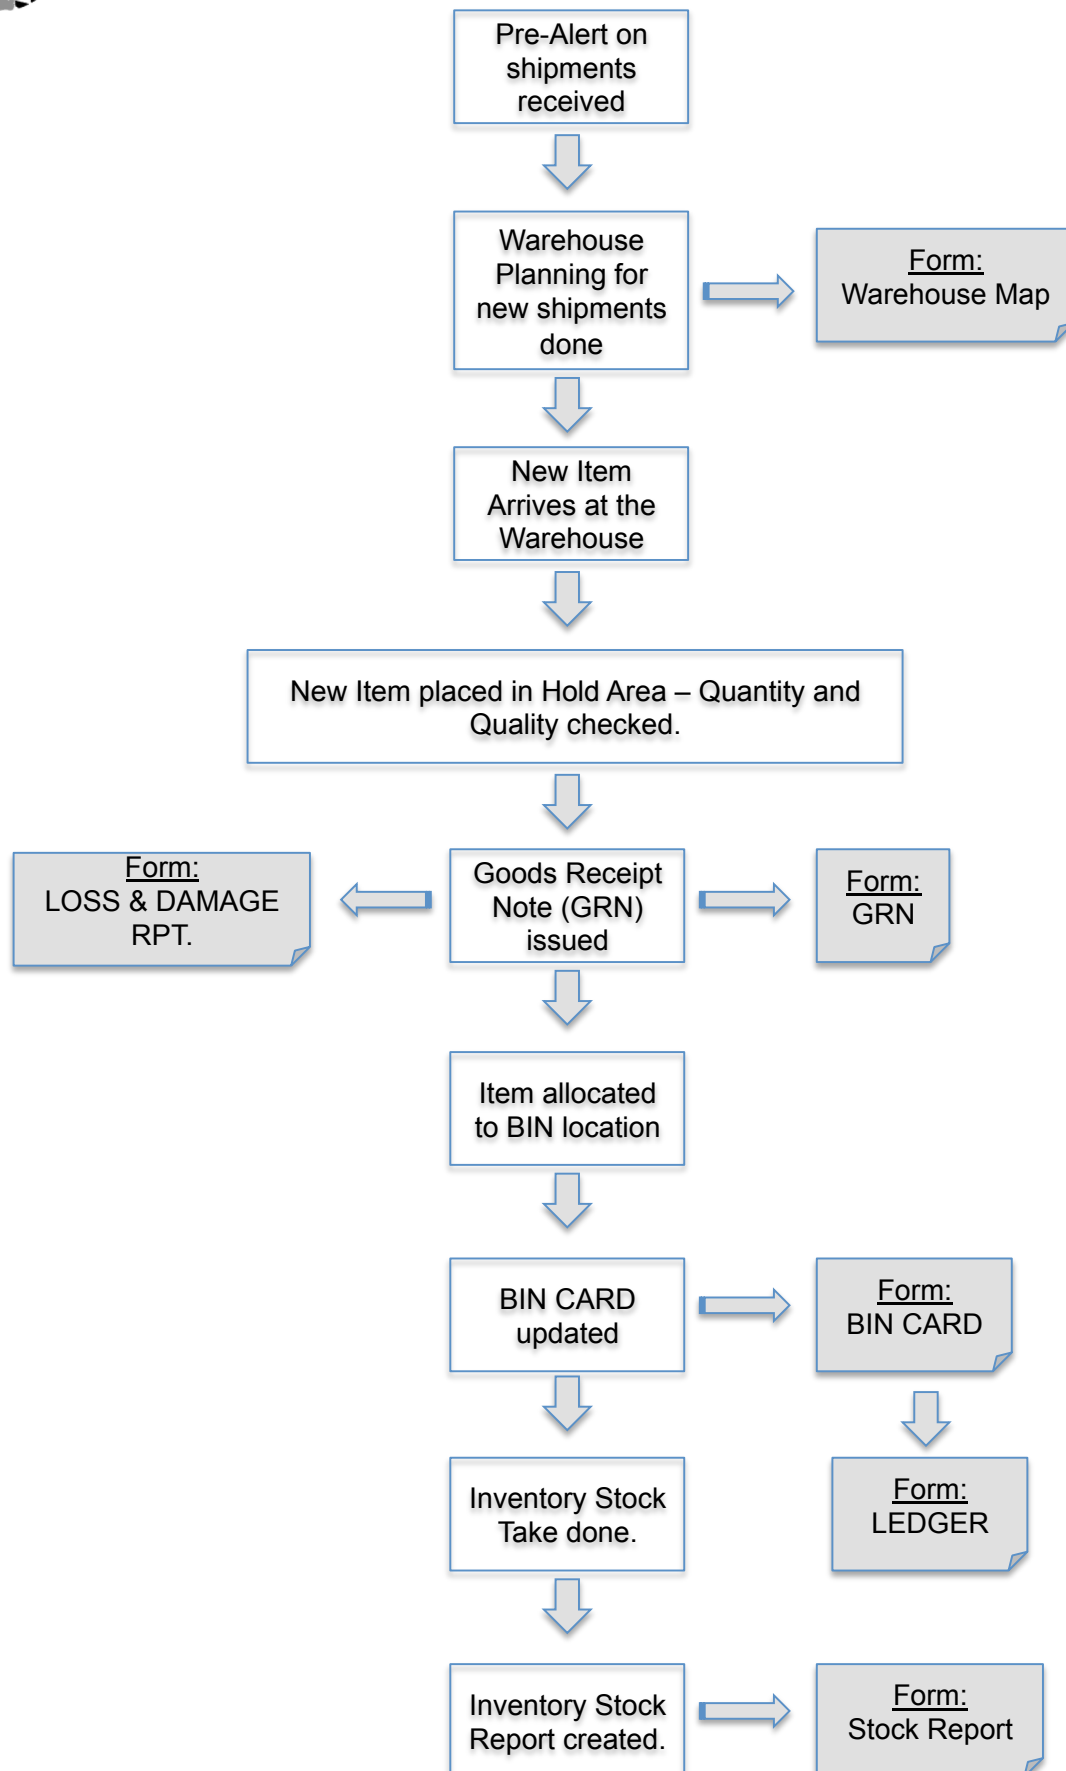 Pre-Alert on
shipments
received
Warehouse
Planning for
new shipments
done
Form:
Warehouse Map
New Item
Arrives at the
Warehouse
New Item placed in Hold Area – Quantity and
Quality checked.
Form:
LOSS & DAMAGE
RPT.
Goods Receipt
Note (GRN)
issued
Form:
GRN
Item allocated
to BIN location
BIN CARD
updated
Form:
BIN CARD
Inventory Stock
Take done.
Form:
LEDGER
Inventory Stock
Report created.
Form:
Stock Report